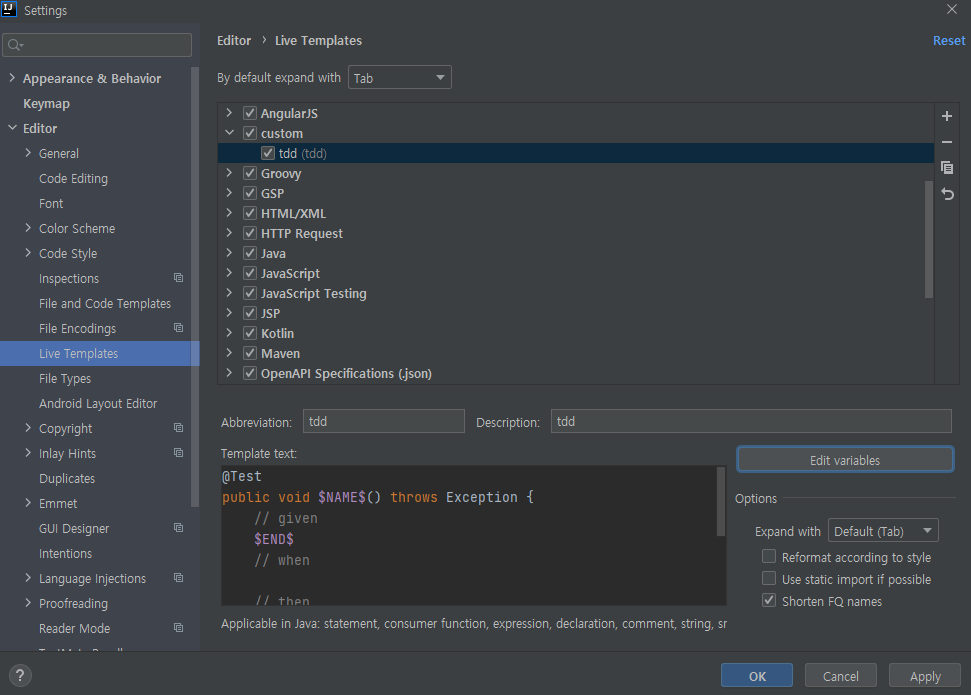 IJ Settings
Editor › Live Templates
Reset
By default expand with Tab
Appearance & Behavior
Keymap
Editor
General
Code Editing
Font
Color Scheme
Code Style
Inspections
File and Code Templates
File Encodings
Live Templates
File Types
Android Layout Editor
Copyright
Inlay Hints
Duplicates
Emmet
GUI Designer
Intentions
Language Injections
Proofreading
Reader Mode
AngularJS
custom
tdd (tdd)
Groovy
GSP
HTML/XML
HTTP Request
Java
JavaScript
JavaScript Testing
JSP
Kotlin
Maven
OpenAPI Specifications (.json)
Abbreviation: tdd Description: tdd
Template text:
@Test
public void $NAME$() throws Exception {
// given
$END$
// when
// then
Edit variables
Options
Expand with Default (Tab)
Reformat according to style
Use static import if possible
Shorten FQ names
Applicable in Java: statement, consumer function, expression, declaration, comment, string,
?
OK Cancel Apply